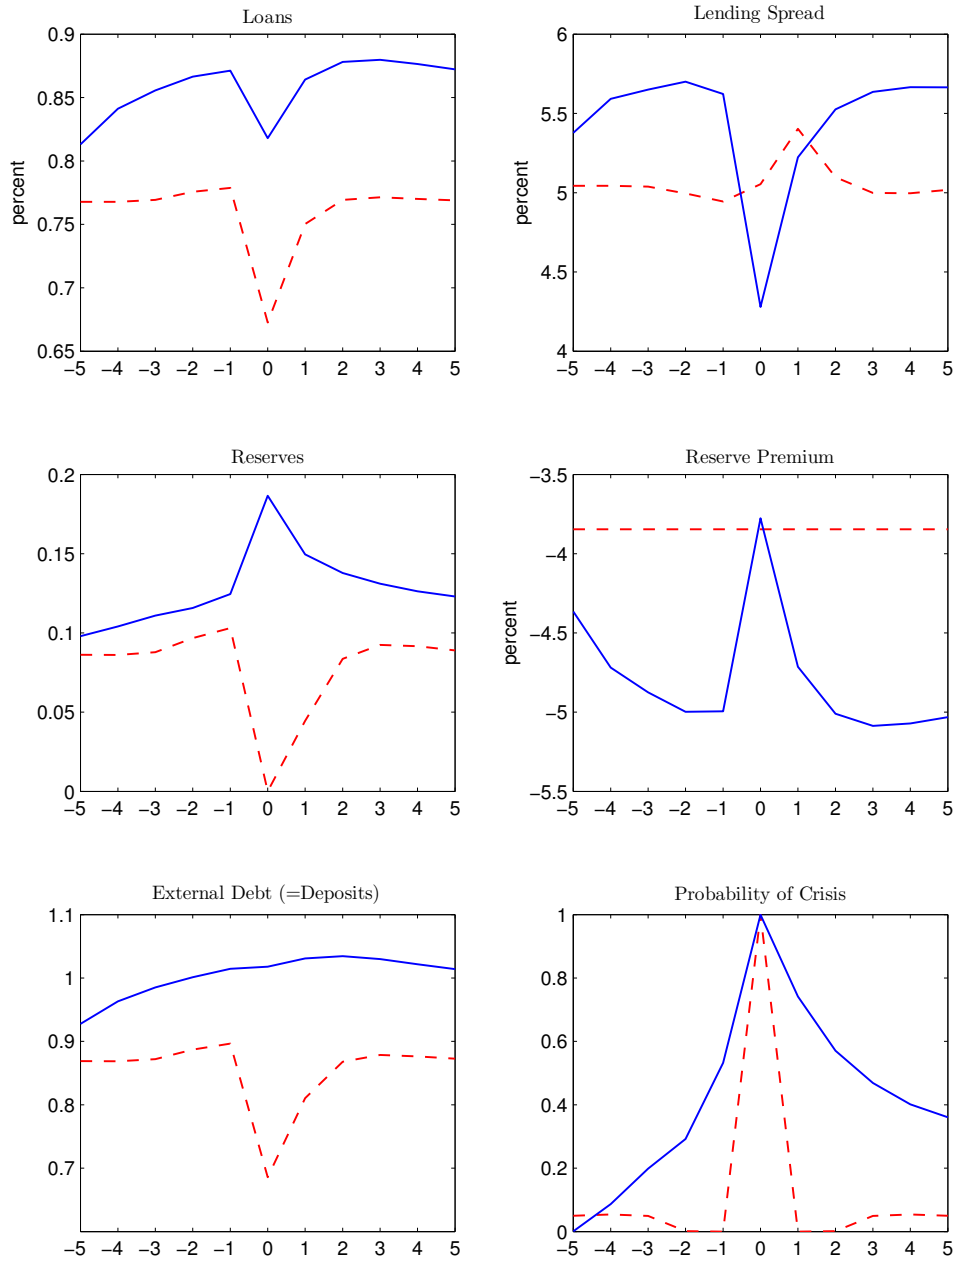 Loans
Lending Spread
0.9
0.85
0.8
0.75
0.7
0.65
percent
−5 −4 −3 −2 −1 0 1 2 3 4 5
6
5.5
5
4.5
4
percent
−5 −4 −3 −2 −1 0 1 2 3 4 5
Reserves
Reserve Premium
0.2
0.15
0.1
0.05
0
−5 −4 −3 −2 −1 0 1 2 3 4 5
−3.5
−4
−4.5
−5
−5.5
percent
−5 −4 −3 −2 −1 0 1 2 3 4 5
External Debt (=Deposits)
Probability of Crisis
1.1
1
0.9
0.8
0.7
−5 −4 −3 −2 −1 0 1 2 3 4 5
1
0.8
0.6
0.4
0.2
0
−5 −4 −3 −2 −1 0 1 2 3 4 5